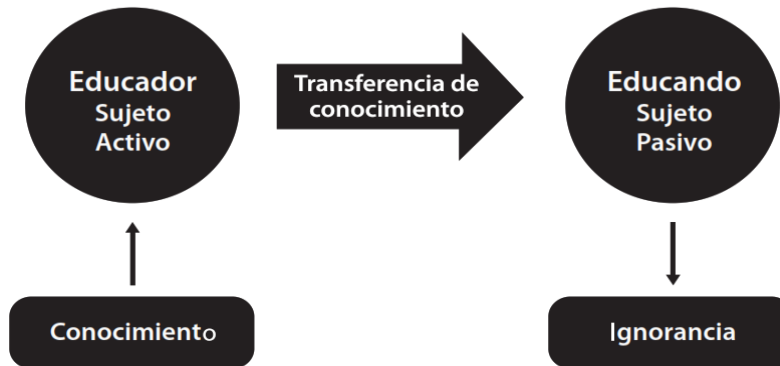 Educador
Sujeto
Activo
Transferencia de
conocimiento
Educando
Sujeto
Pasivo
Conocimiento
Ignorancia